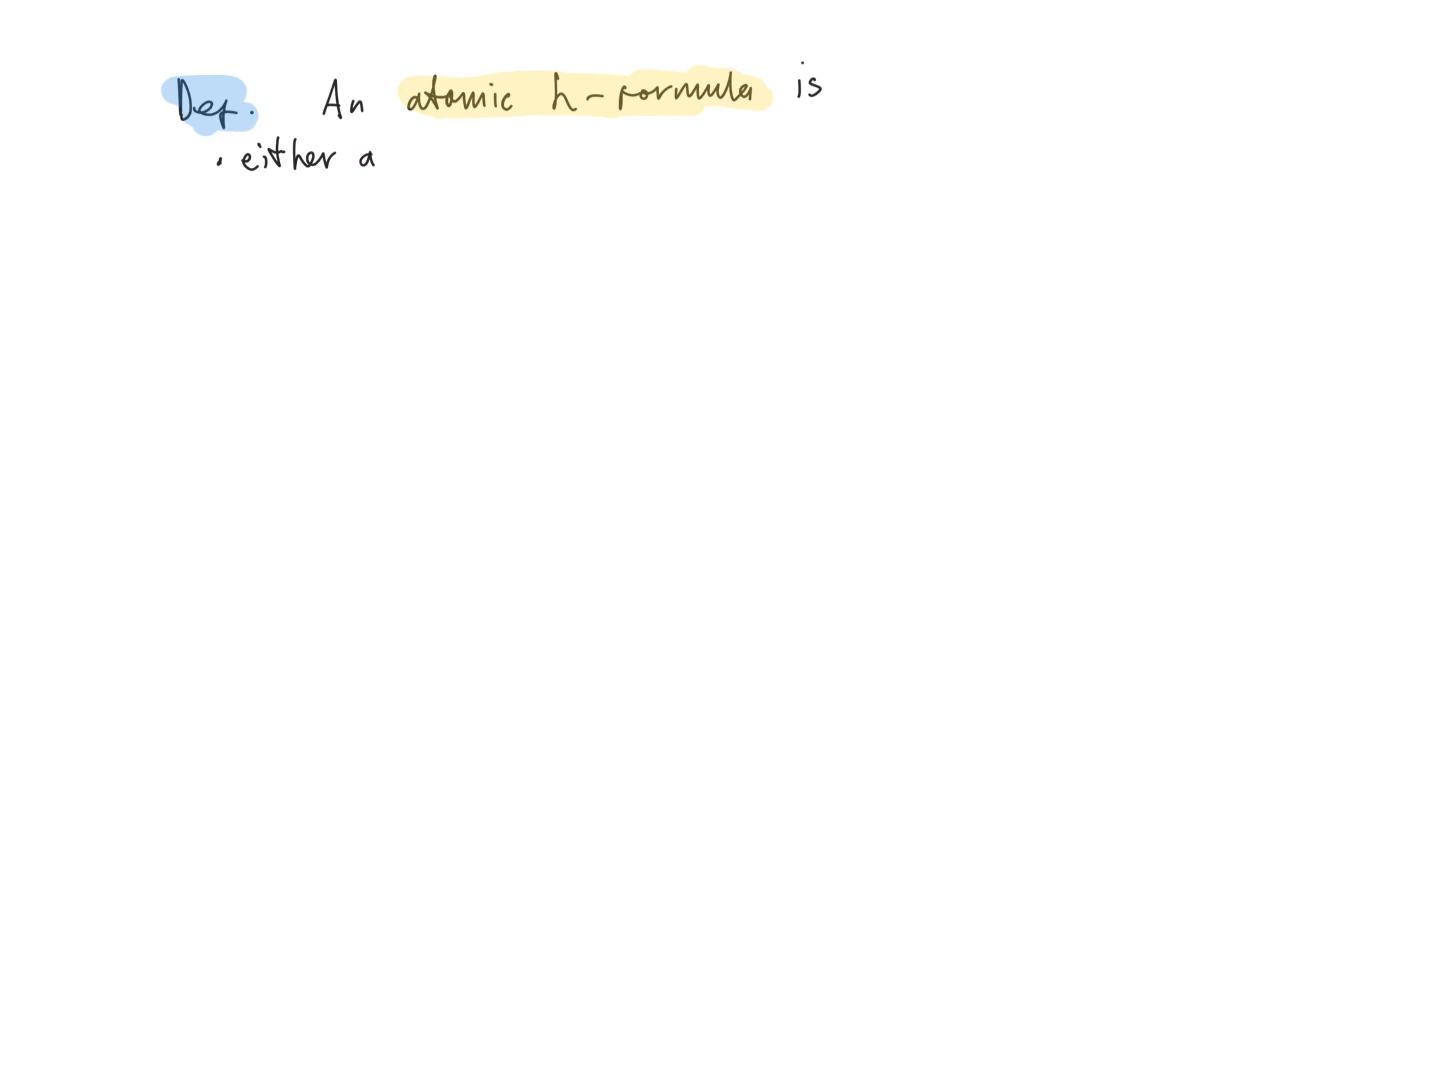 Def. An atomic h-formula is
• either a